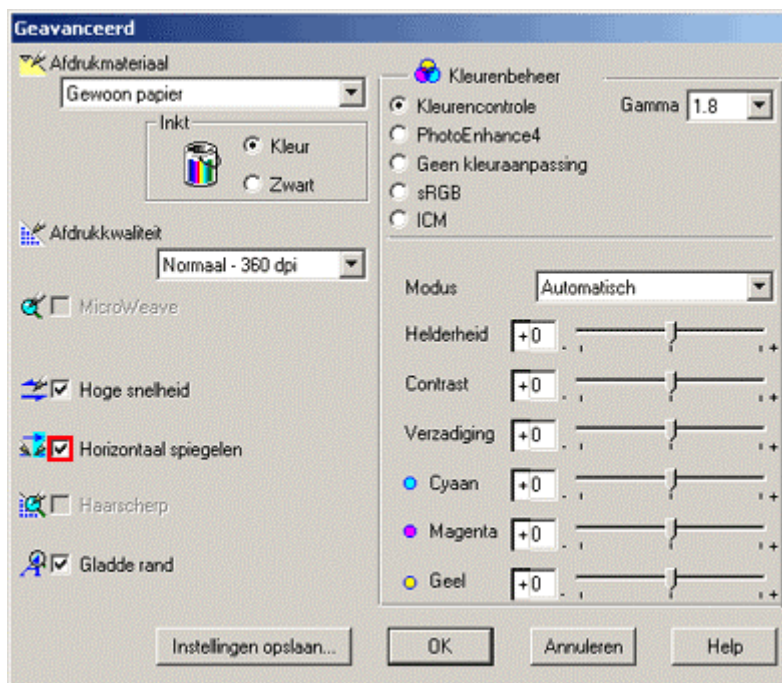 Geavanceerd
Afdrukmateriaal
Gewoon papier
Inkt
Kleur
Zwart
Afdrukkwaliteit
Normaal - 360 dpi
MicroWeave
Hoge snelheid
Horizontaal spiegelen
Haarscherp
Gladde rand
Kleurenbeheer
Kleurencontrole
Gamma 1.8
PhotoEnhance4
Geen kleuraanpassing
sRGB
ICM
Modus Automatisch
Helderheid +0 - +
Contrast +0 - +
Verzadiging +0 - +
Cyaan +0 - +
Magenta +0 - +
Geel +0 - +
Instellingen opslaan... OK Annuleren Help